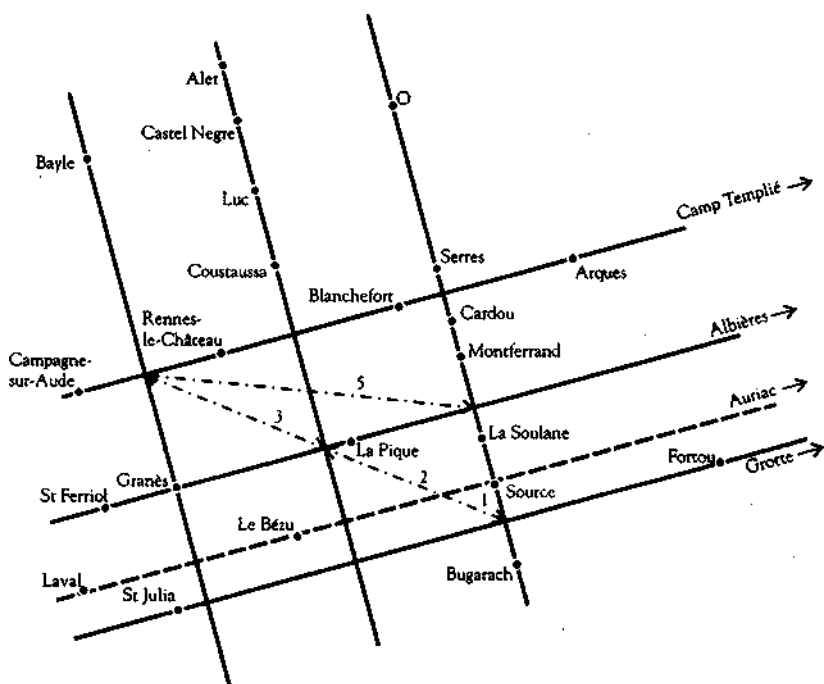 Alet
O
Castel Negre
Bayle
Luc
Camp Templié
Coustaussa
Serres
Arques
Blanchefort
Rennes-
le-Château
Cardou
Albières
Campagne-
sur-Aude
Montferrand
5
3
Auriac
La Pique
La Soulane
Fortou
Grotte
Granès
St Ferriol
2
Source
1
Le Bézu
Laval
St Julia
Bugarach